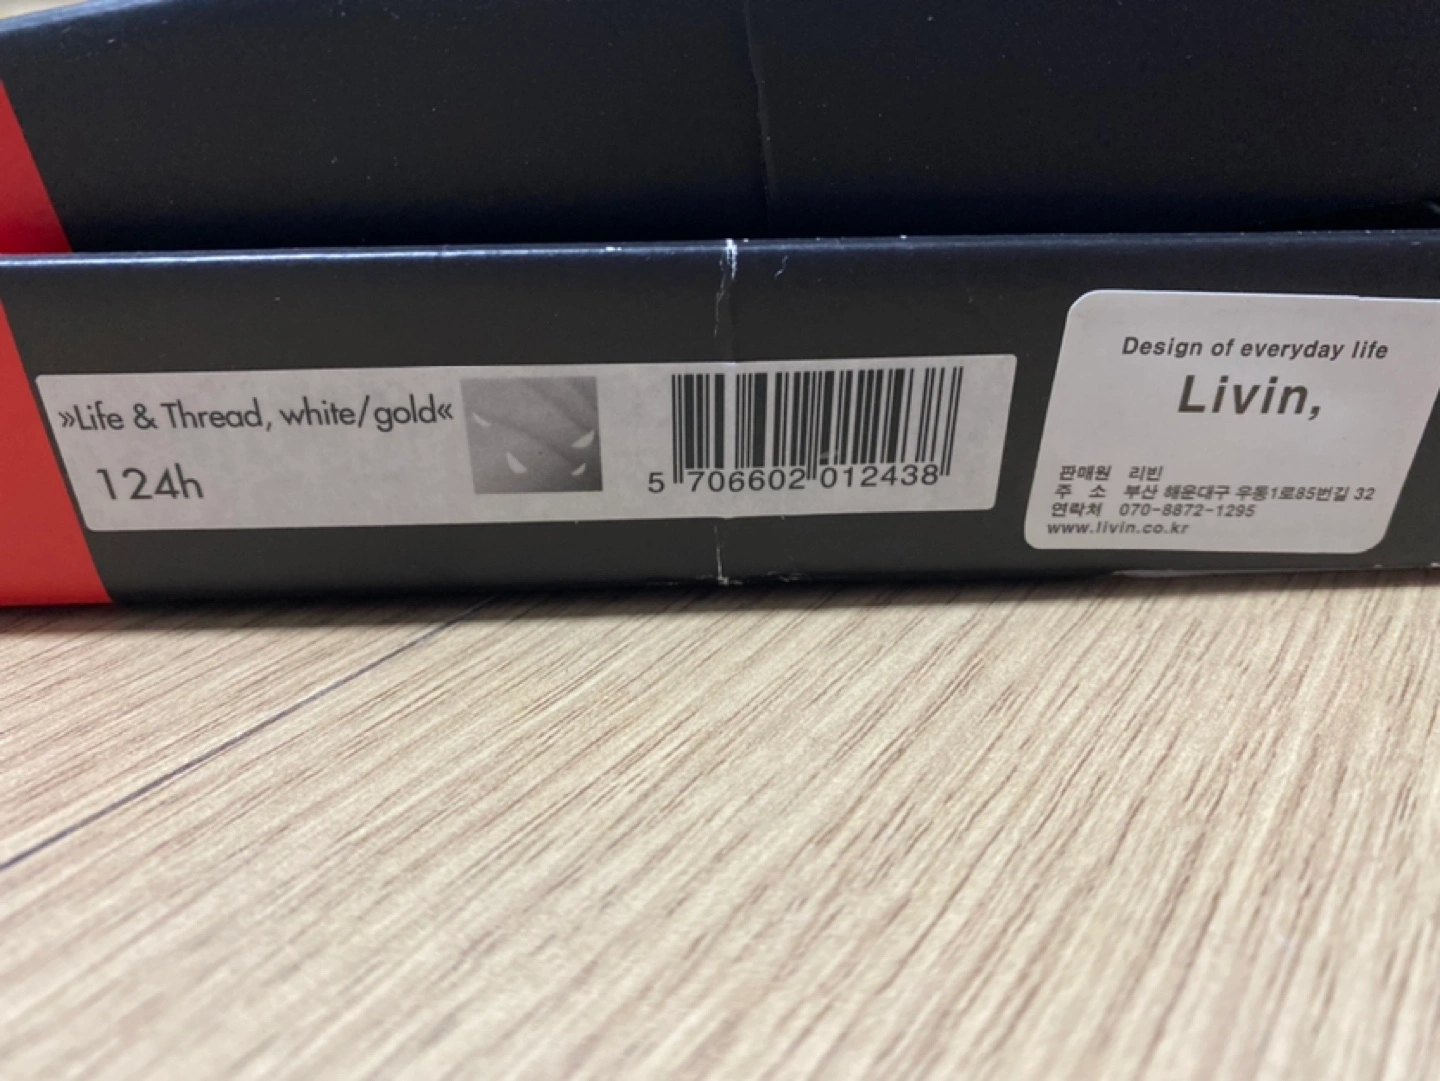 »Life & Thread, white/gold«
124h
5 706602 012438
Design of everyday life
Livin,
판매원 리빈
주 소 부산 해운대구 우동1로85번길 32
연락처 070-8872-1295
www.livin.co.kr